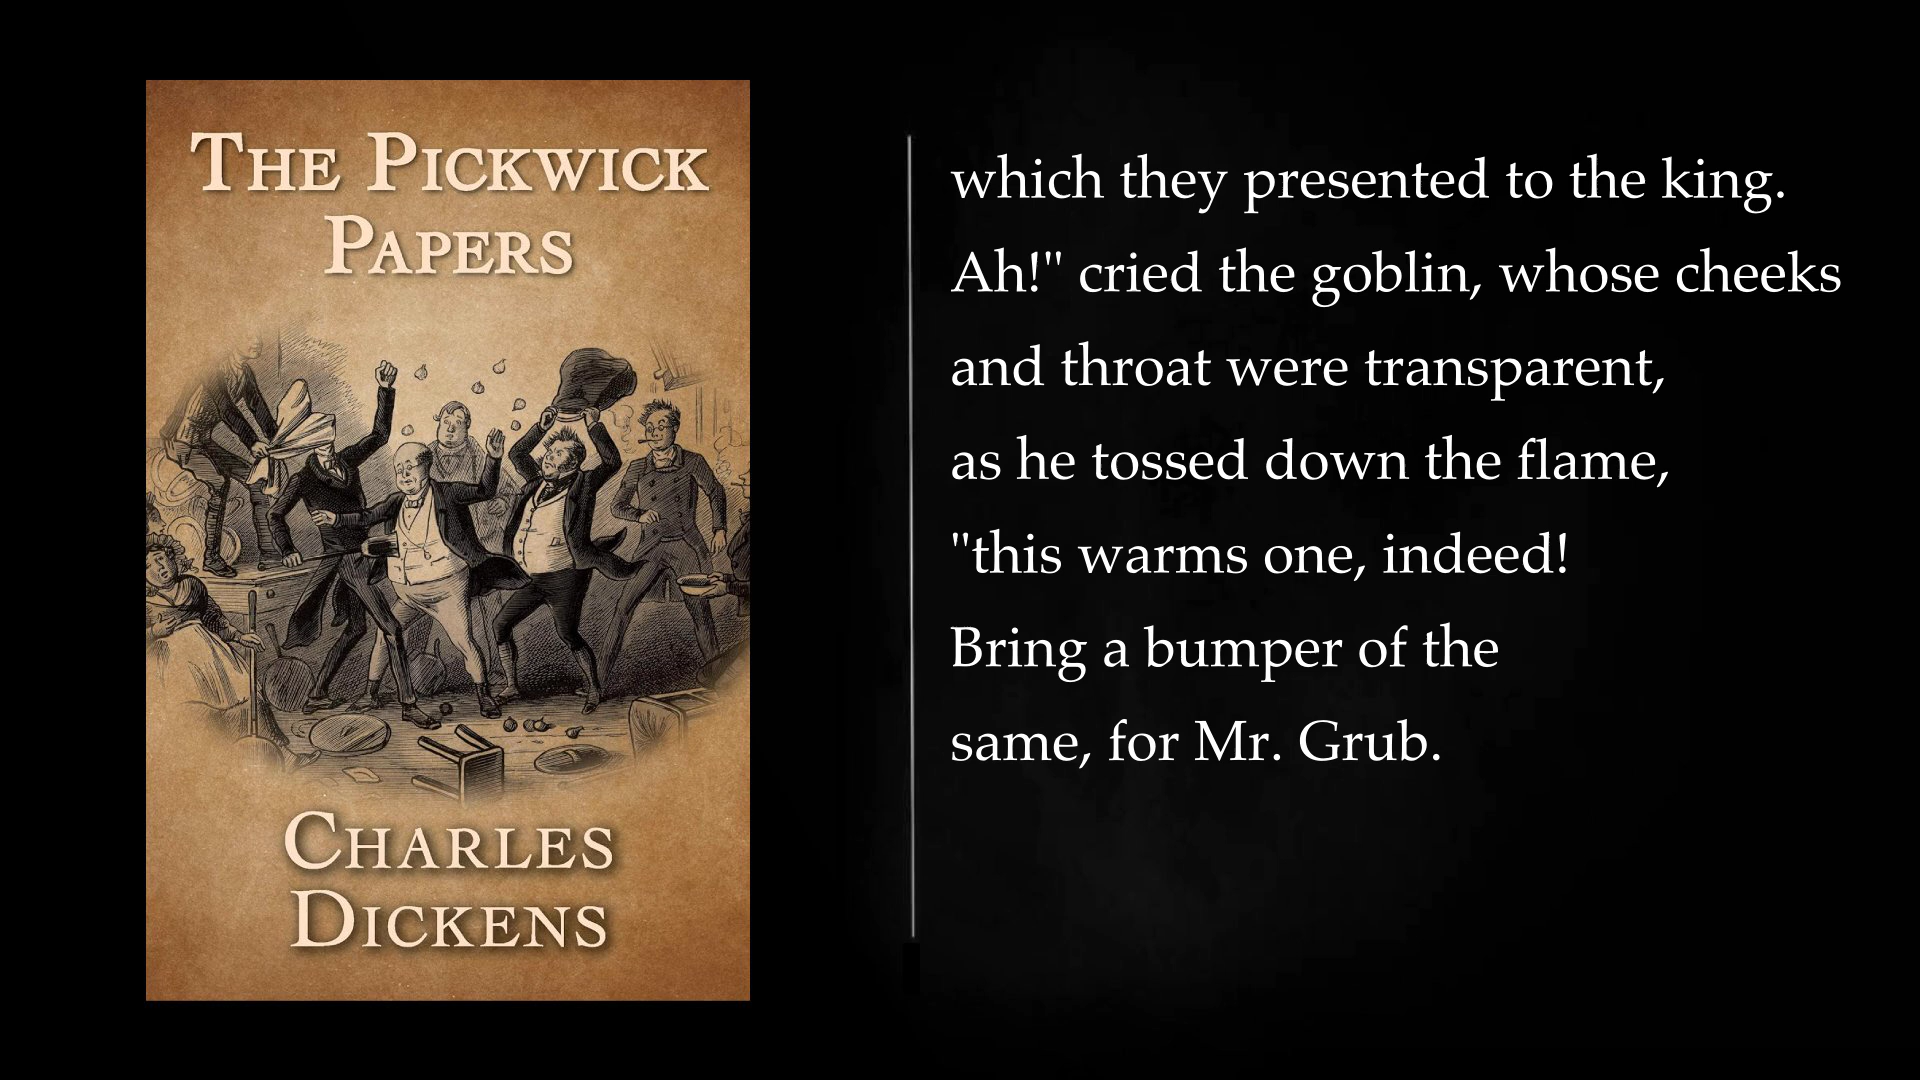 The Pickwick
Papers
Charles
Dickens
which they presented to the king.
Ah!" cried the goblin, whose cheeks
and throat were transparent,
as he tossed down the flame,
"this warms one, indeed!
Bring a bumper of the
same, for Mr. Grub.